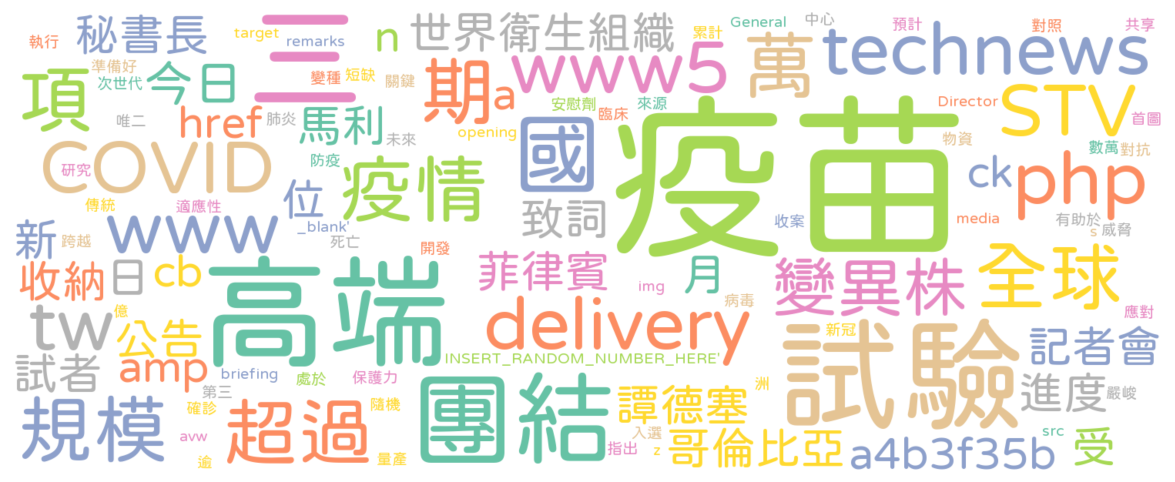 執行
秘書長
target
remarks
n
世界衛生組織
累計
General
中心
預計
對照
共享
準備好
次世代
今日
三
變種
短缺
關鍵
期
www5
萬
technews
項
唯二
href
肺炎
馬利
未來
a
opening
安慰劑
來源
臨床
Director
物資
STV
首圖
COVID
研究
防疫
疫情
國
疫苗
ck
php
數萬
對抗
傳統
適應性
位
_blank'
致詞
收案
media
有助於
s
威脅
新
跨越
www
死亡
開發
收納
日
cb
高端
菲律賓
img
月
病毒
變異株
全球
應對
tw
億
公告
delivery
試驗
新冠
記者會
試者
amp
briefing
處於
保護力
INSERT_RANDOM_NUMBER_HERE'
第三
團結
譚德塞
洲
進度
嚴峻
規模
確診
超過
隨機
avw
逾
量產
入選
指出
z
哥倫比亞
a4b3f35b
src
受